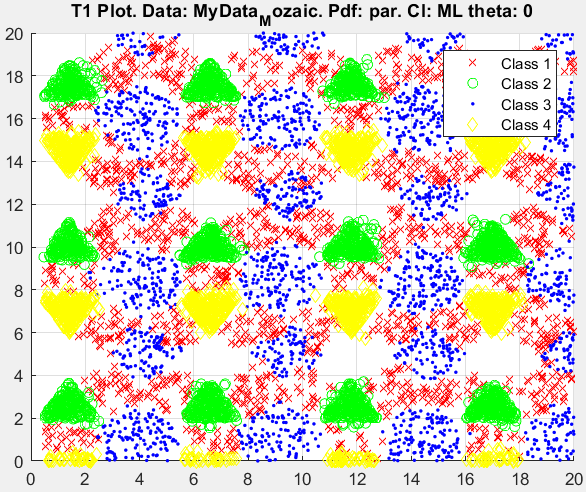 T1 Plot. Data: MyData_Mozaic. Pdf: par. Cl: ML theta: 0
Class 1
Class 2
Class 3
Class 4
20
18
16
14
12
10
8
6
4
2
0
0 2 4 6 8 10 12 14 16 18 20